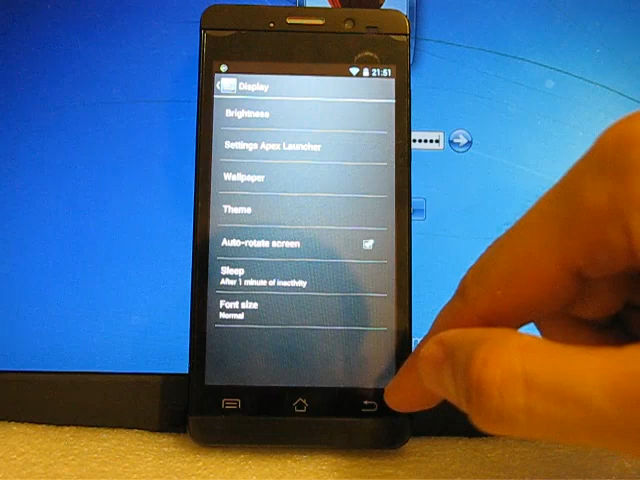 21:51
Display
Brightness
Settings Apex Launcher
Wallpaper
Theme
Auto-rotate screen
Sleep
After 1 minute of inactivity
Font size
Normal